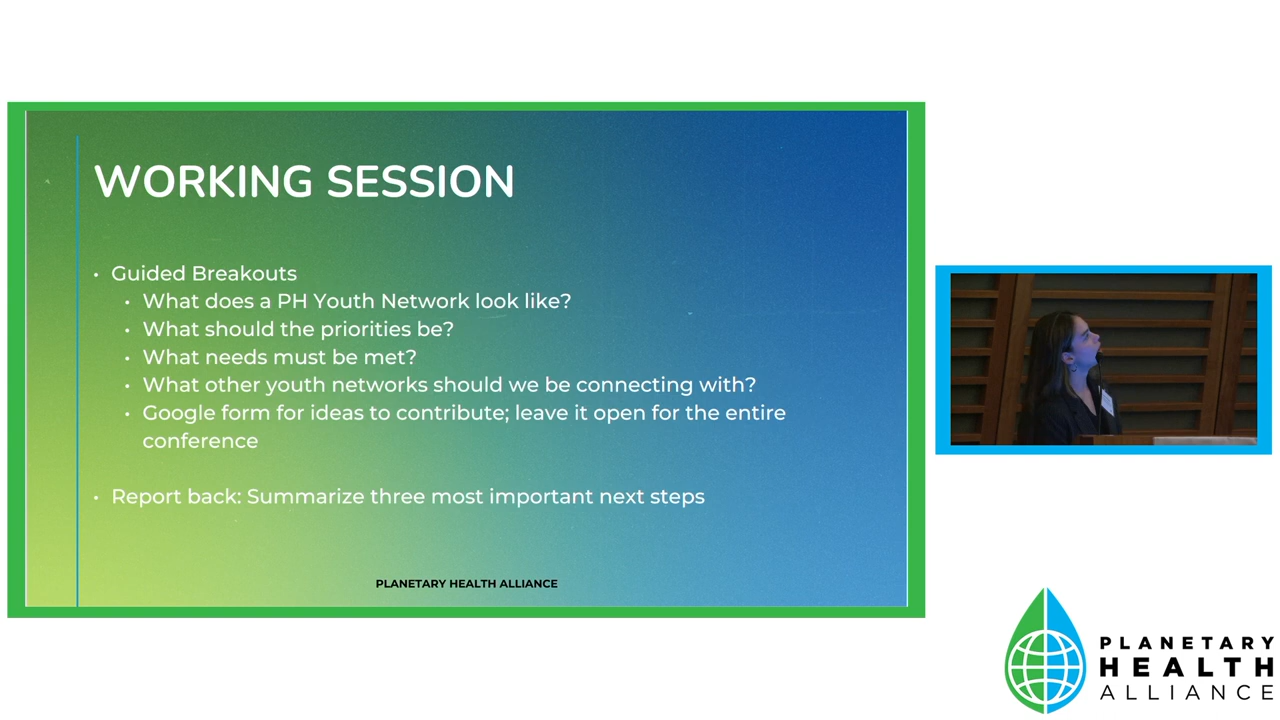 WORKING SESSION
• Guided Breakouts
• What does a PH Youth Network look like?
• What should the priorities be?
• What needs must be met?
• What other youth networks should we be connecting with?
• Google form for ideas to contribute; leave it open for the entire
conference
• Report back: Summarize three most important next steps
PLANETARY HEALTH ALLIANCE
PLANETARY
HEALTH
ALLIANCE